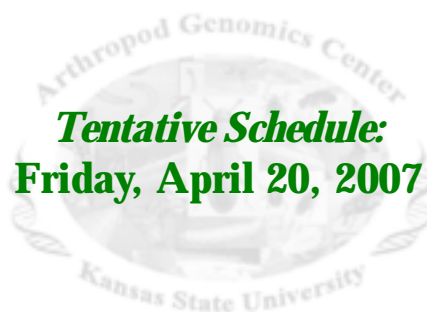 Arthropod Genomics Center
Tentative Schedule:
Friday, April 20, 2007
Kansas State University